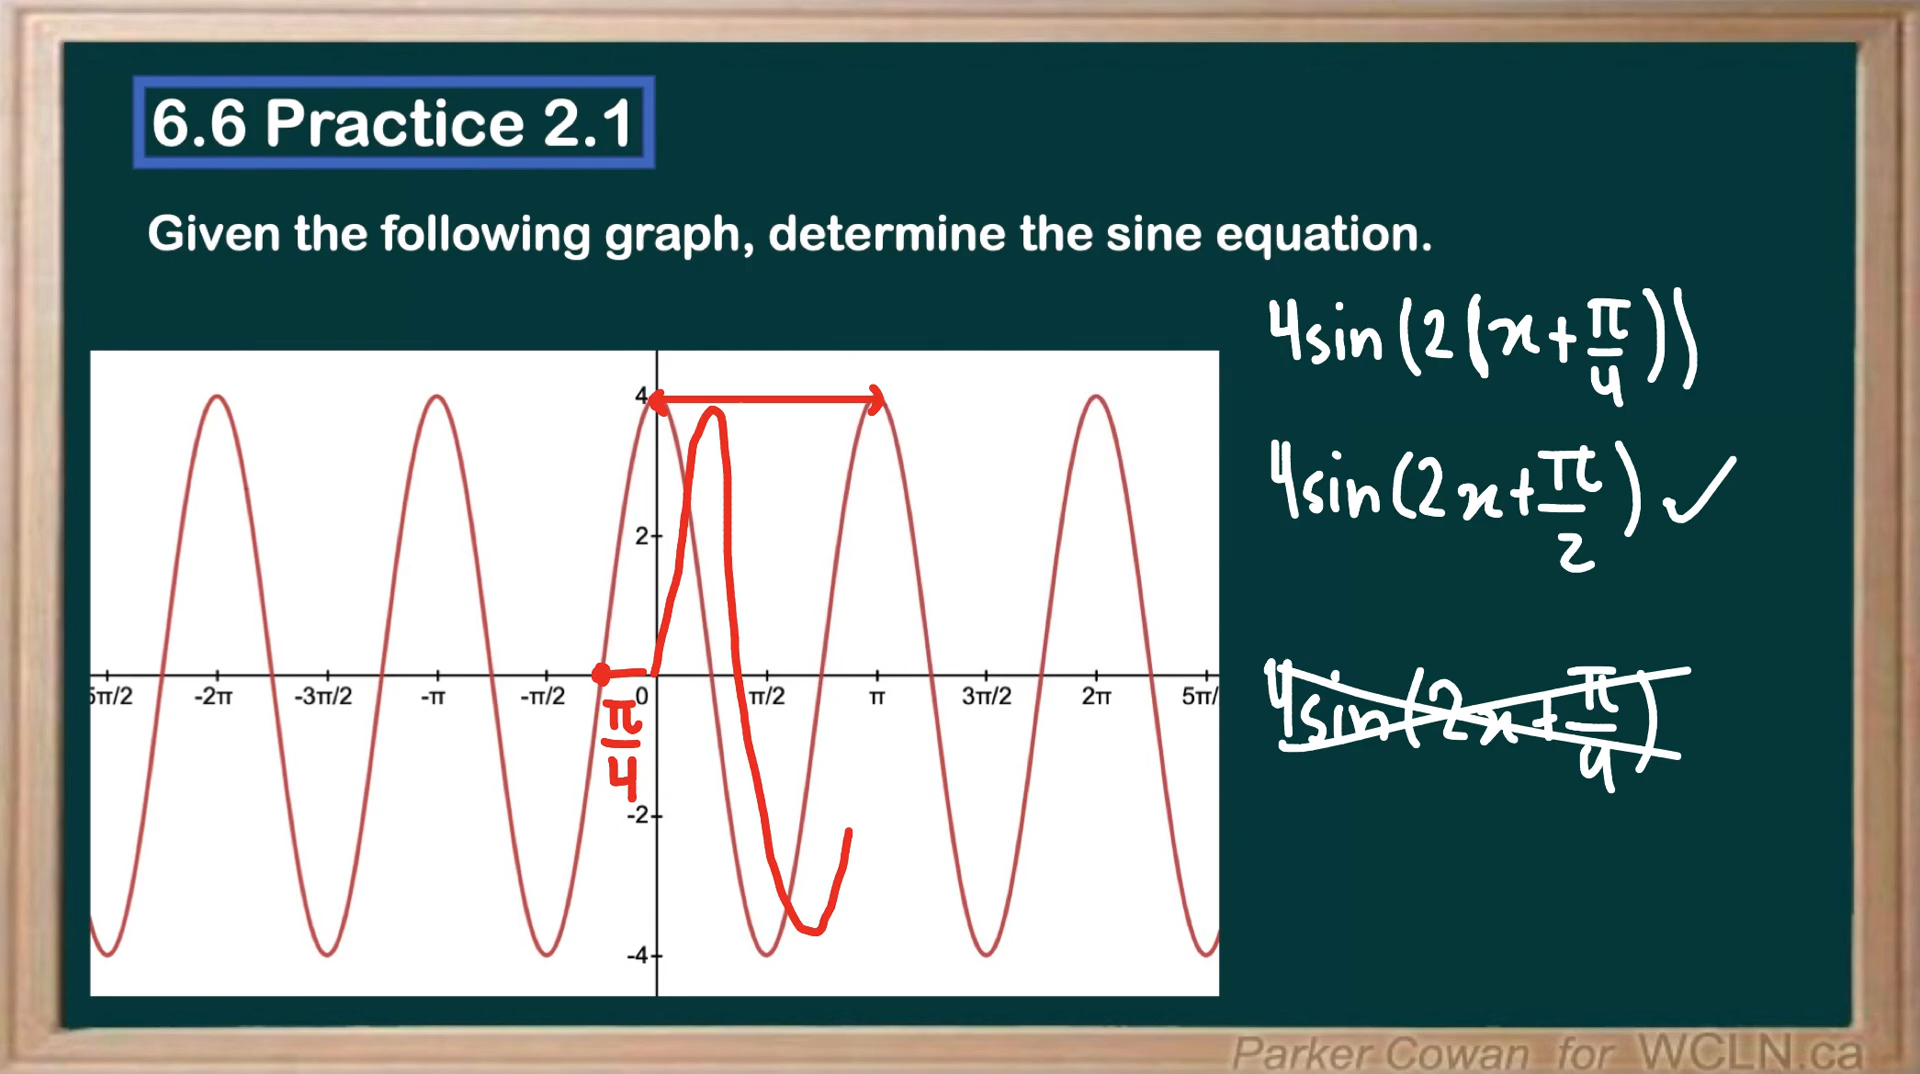 6.6 Practice 2.1
Given the following graph, determine the sine equation.
4sin(2(x+π/4))
4sin(2x+π/2) ✓
4sin(2x+π/4)
4
2
5π/2 -2π -3π/2 -π -π/2 0 π/2 π 3π/2 2π 5π/
π/4
-2
-4
Parker Cowan for WCLN.ca